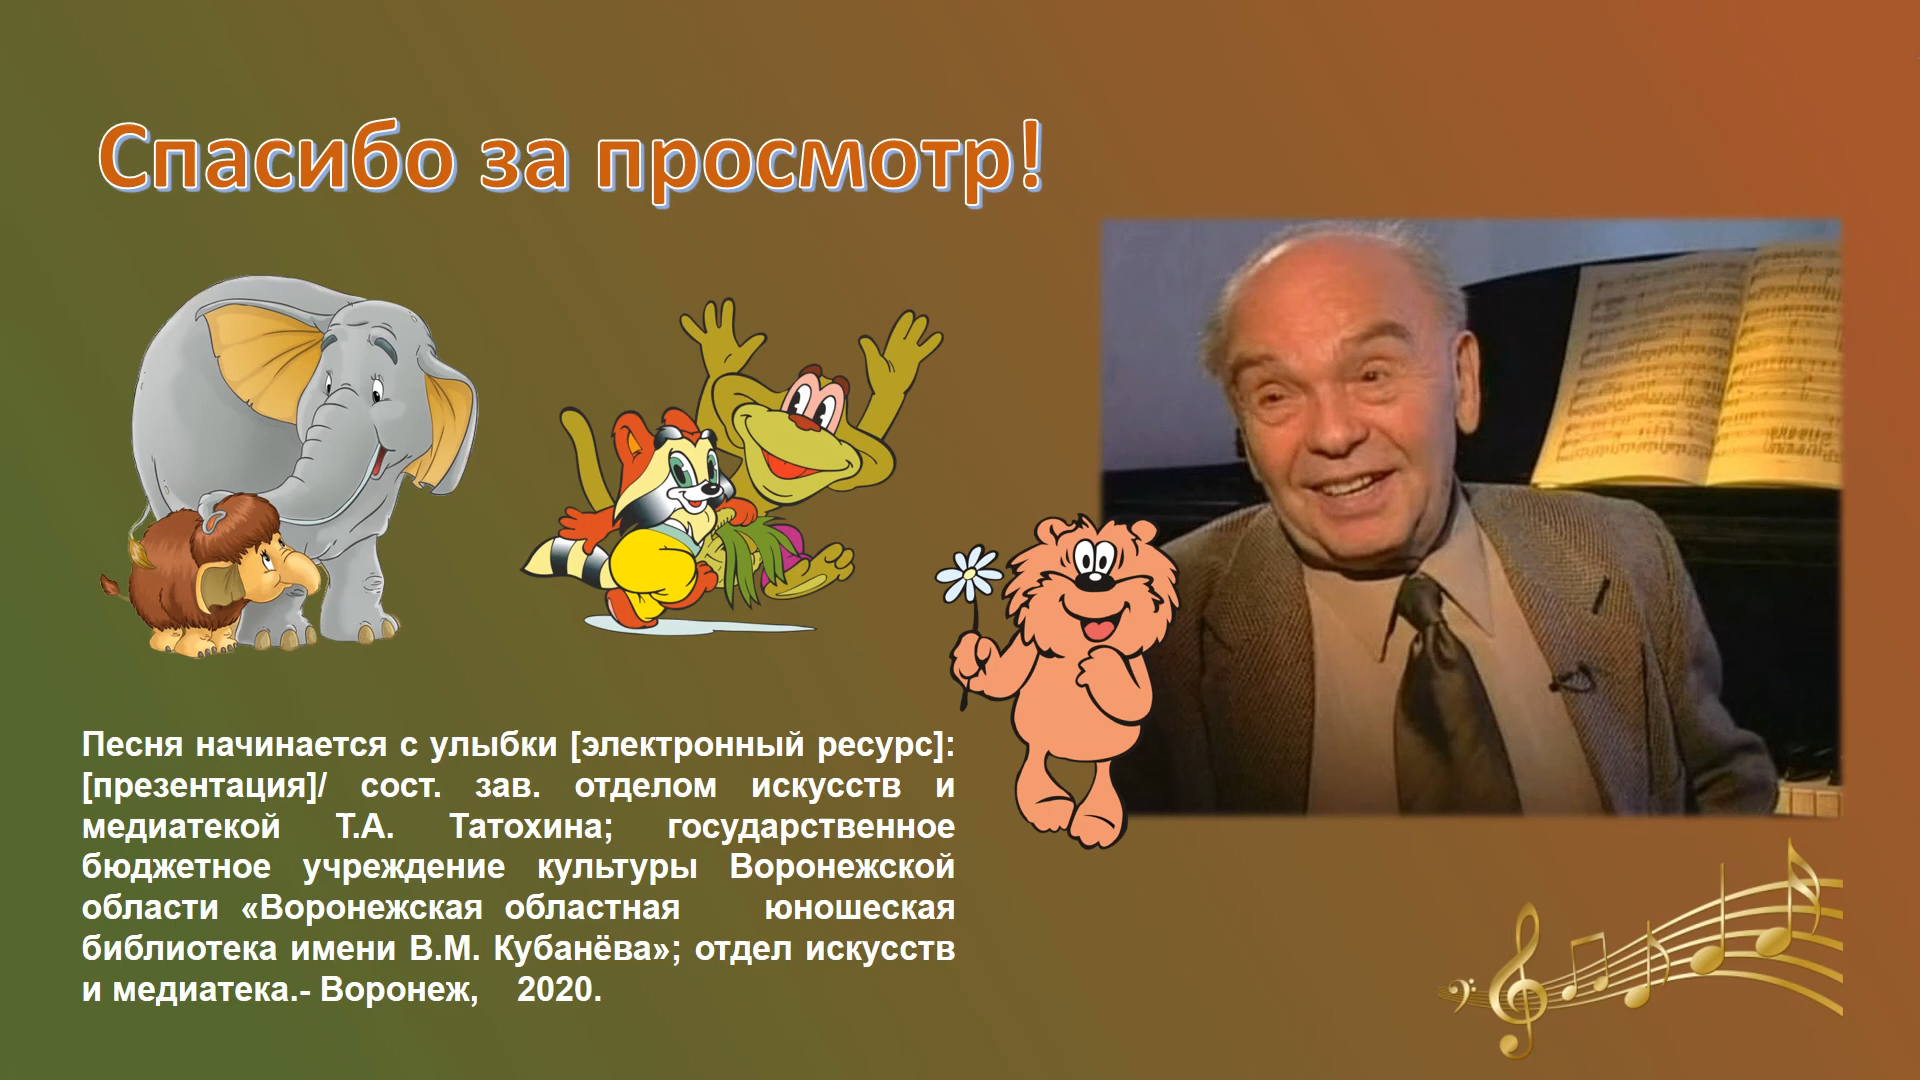 Спасибо за просмотр!
Песня начинается с улыбки [электронный ресурс]:
[презентация]/ сост. зав. отделом искусств и
медиатекой Т.А. Татохина; государственное
бюджетное учреждение культуры Воронежской
области «Воронежская областная юношеская
библиотека имени В.М. Кубанёва»; отдел искусств
и медиатека.- Воронеж, 2020.